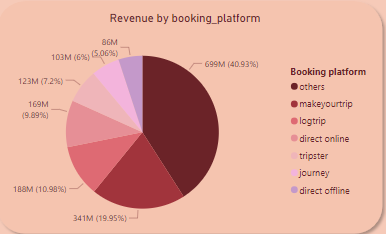 Revenue by booking_platform
86M
(5.06%)
103M (6%)
123M (7.2%)
169M
(9.89%)
188M (10.98%)
341M (19.95%)
699M (40.93%)
Booking platform
others
makeyourtrip
logtrip
direct online
tripster
journey
direct offline